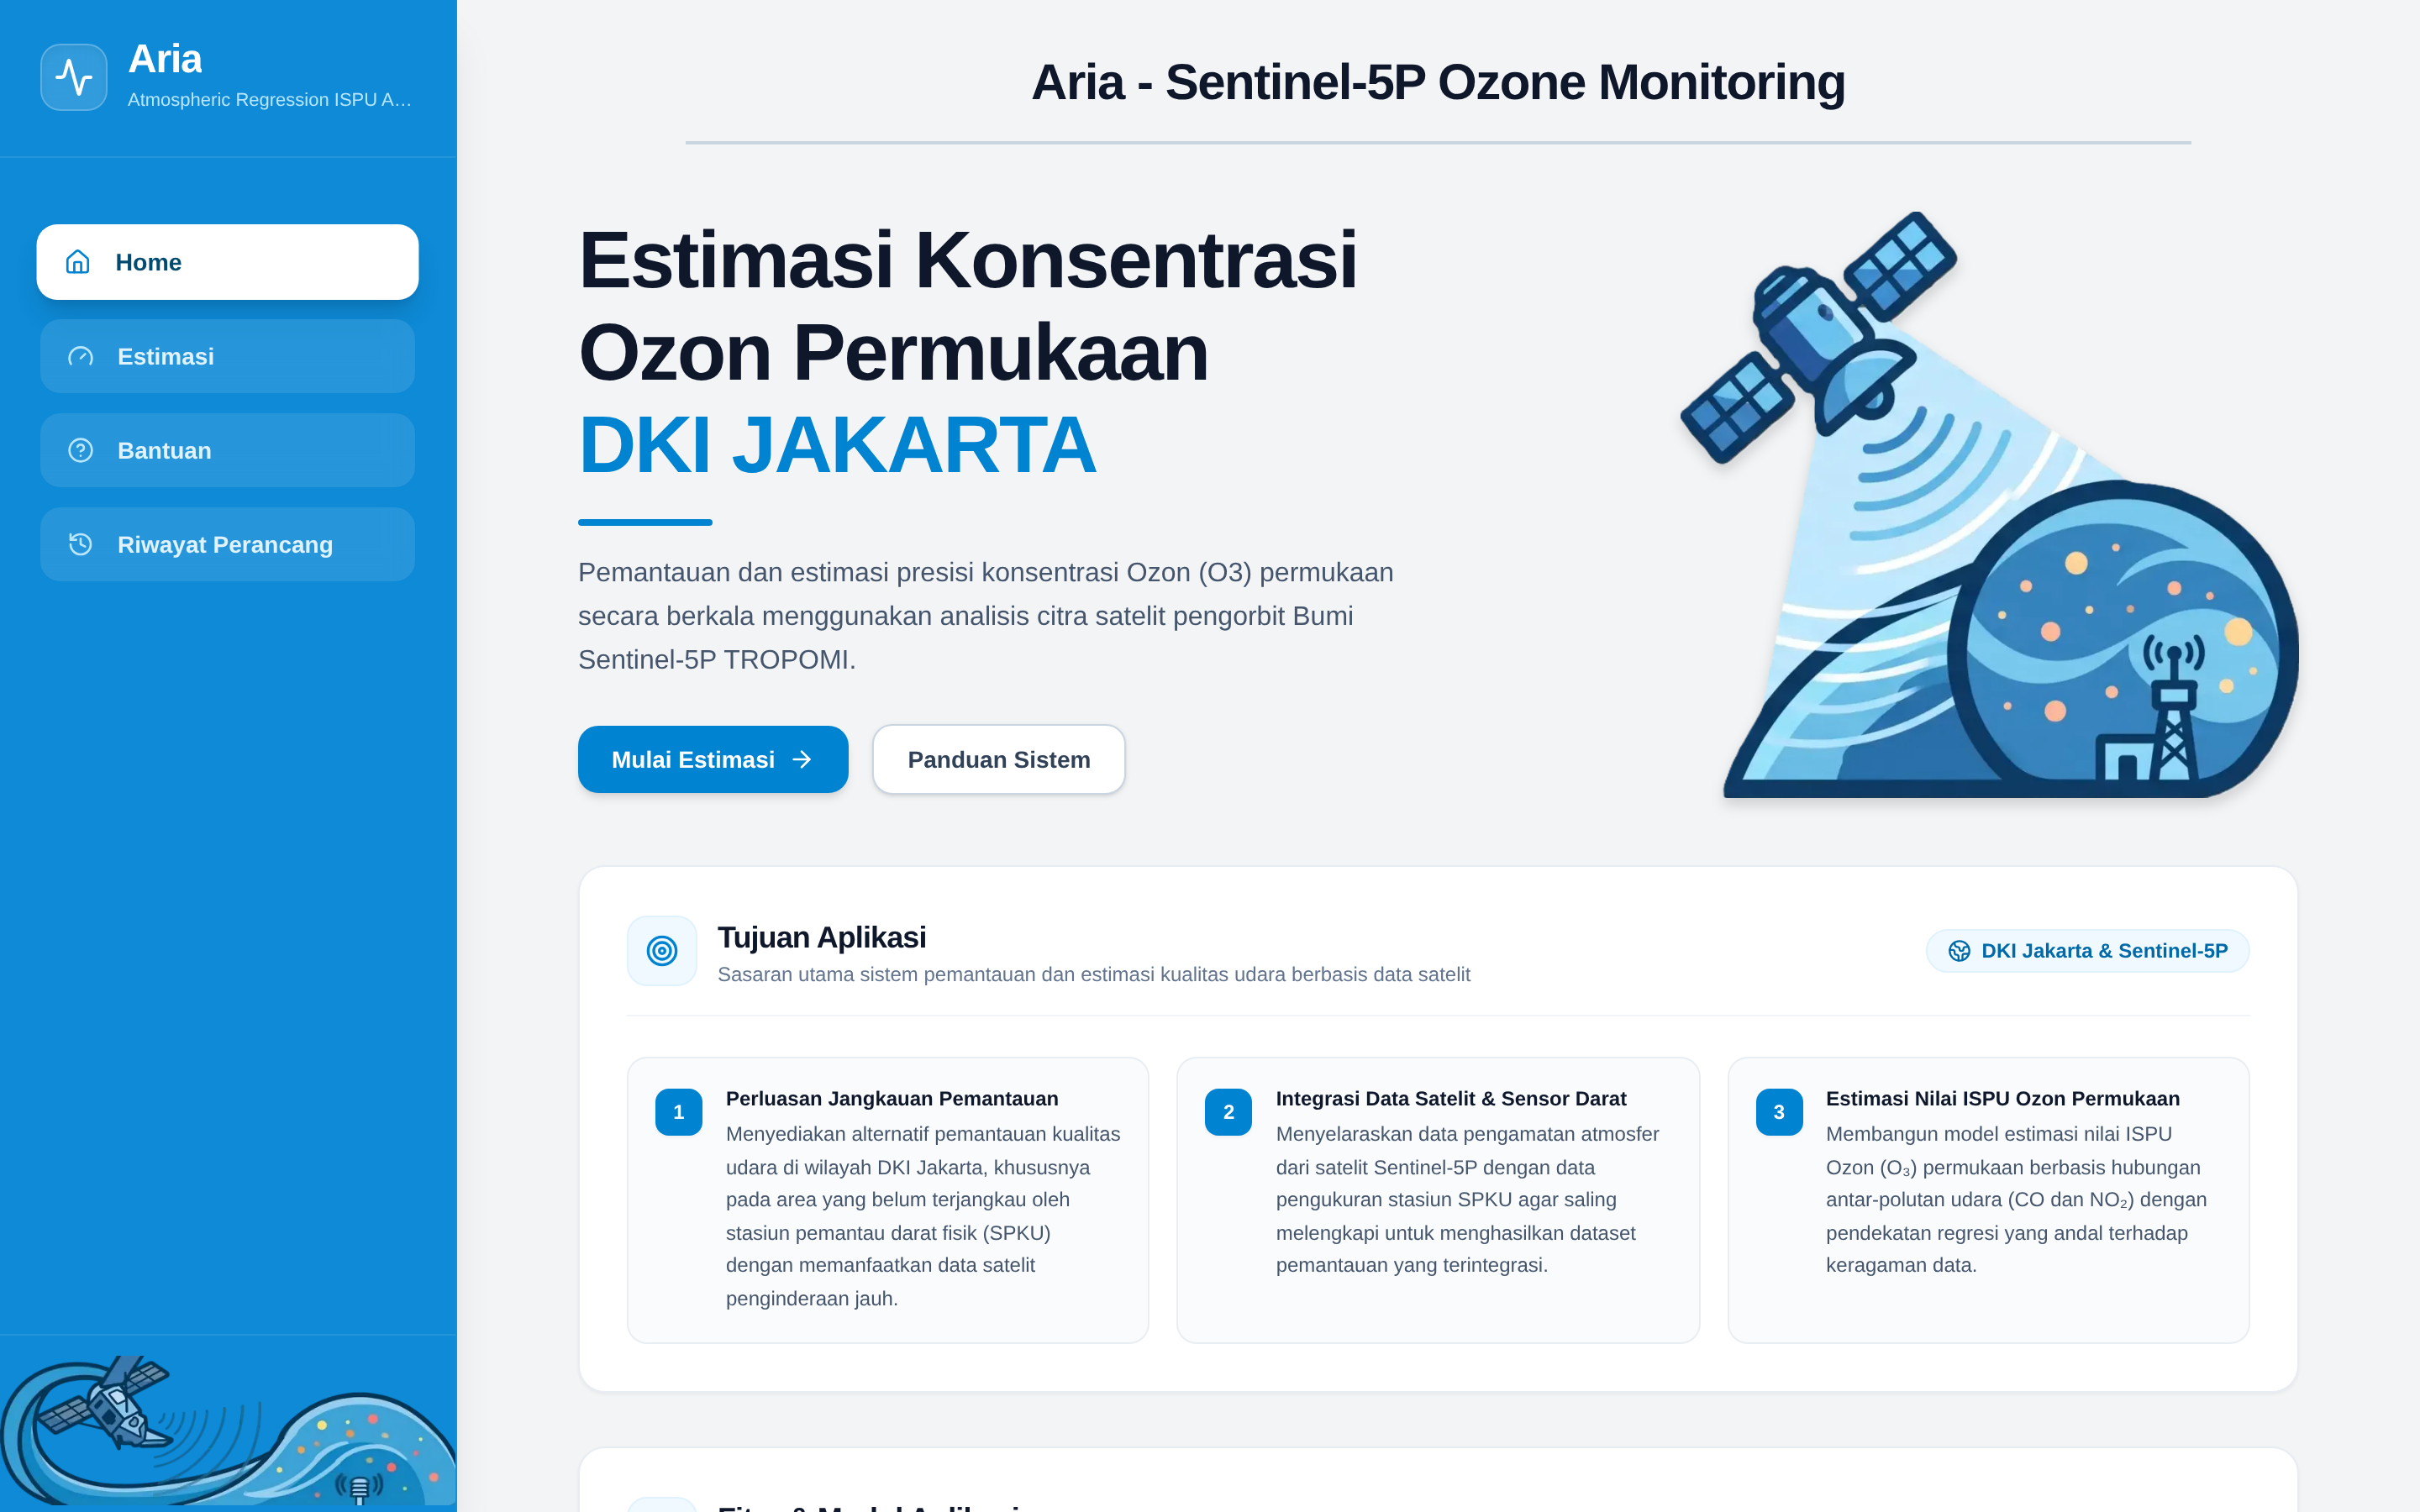 Aria
Atmospheric Regression ISPU A...
Home
Estimasi
Bantuan
Riwayat Perancang
Aria - Sentinel-5P Ozone Monitoring
Estimasi Konsentrasi
Ozon Permukaan
DKI JAKARTA
Pemantauan dan estimasi presisi konsentrasi Ozon (O3) permukaan
secara berkala menggunakan analisis citra satelit pengorbit Bumi
Sentinel-5P TROPOMI.
Mulai Estimasi →
Panduan Sistem
Tujuan Aplikasi
Sasaran utama sistem pemantauan dan estimasi kualitas udara berbasis data satelit
DKI Jakarta & Sentinel-5P
1
Perluasan Jangkauan Pemantauan
Menyediakan alternatif pemantauan kualitas
udara di wilayah DKI Jakarta, khususnya
pada area yang belum terjangkau oleh
stasiun pemantau darat fisik (SPKU)
dengan memanfaatkan data satelit
penginderaan jauh.
2
Integrasi Data Satelit & Sensor Darat
Menyelaraskan data pengamatan atmosfer
dari satelit Sentinel-5P dengan data
pengukuran stasiun SPKU agar saling
melengkapi untuk menghasilkan dataset
pemantauan yang terintegrasi.
3
Estimasi Nilai ISPU Ozon Permukaan
Membangun model estimasi nilai ISPU
Ozon (O₃) permukaan berbasis hubungan
antar-polutan udara (CO dan NO₂) dengan
pendekatan regresi yang andal terhadap
keragaman data.